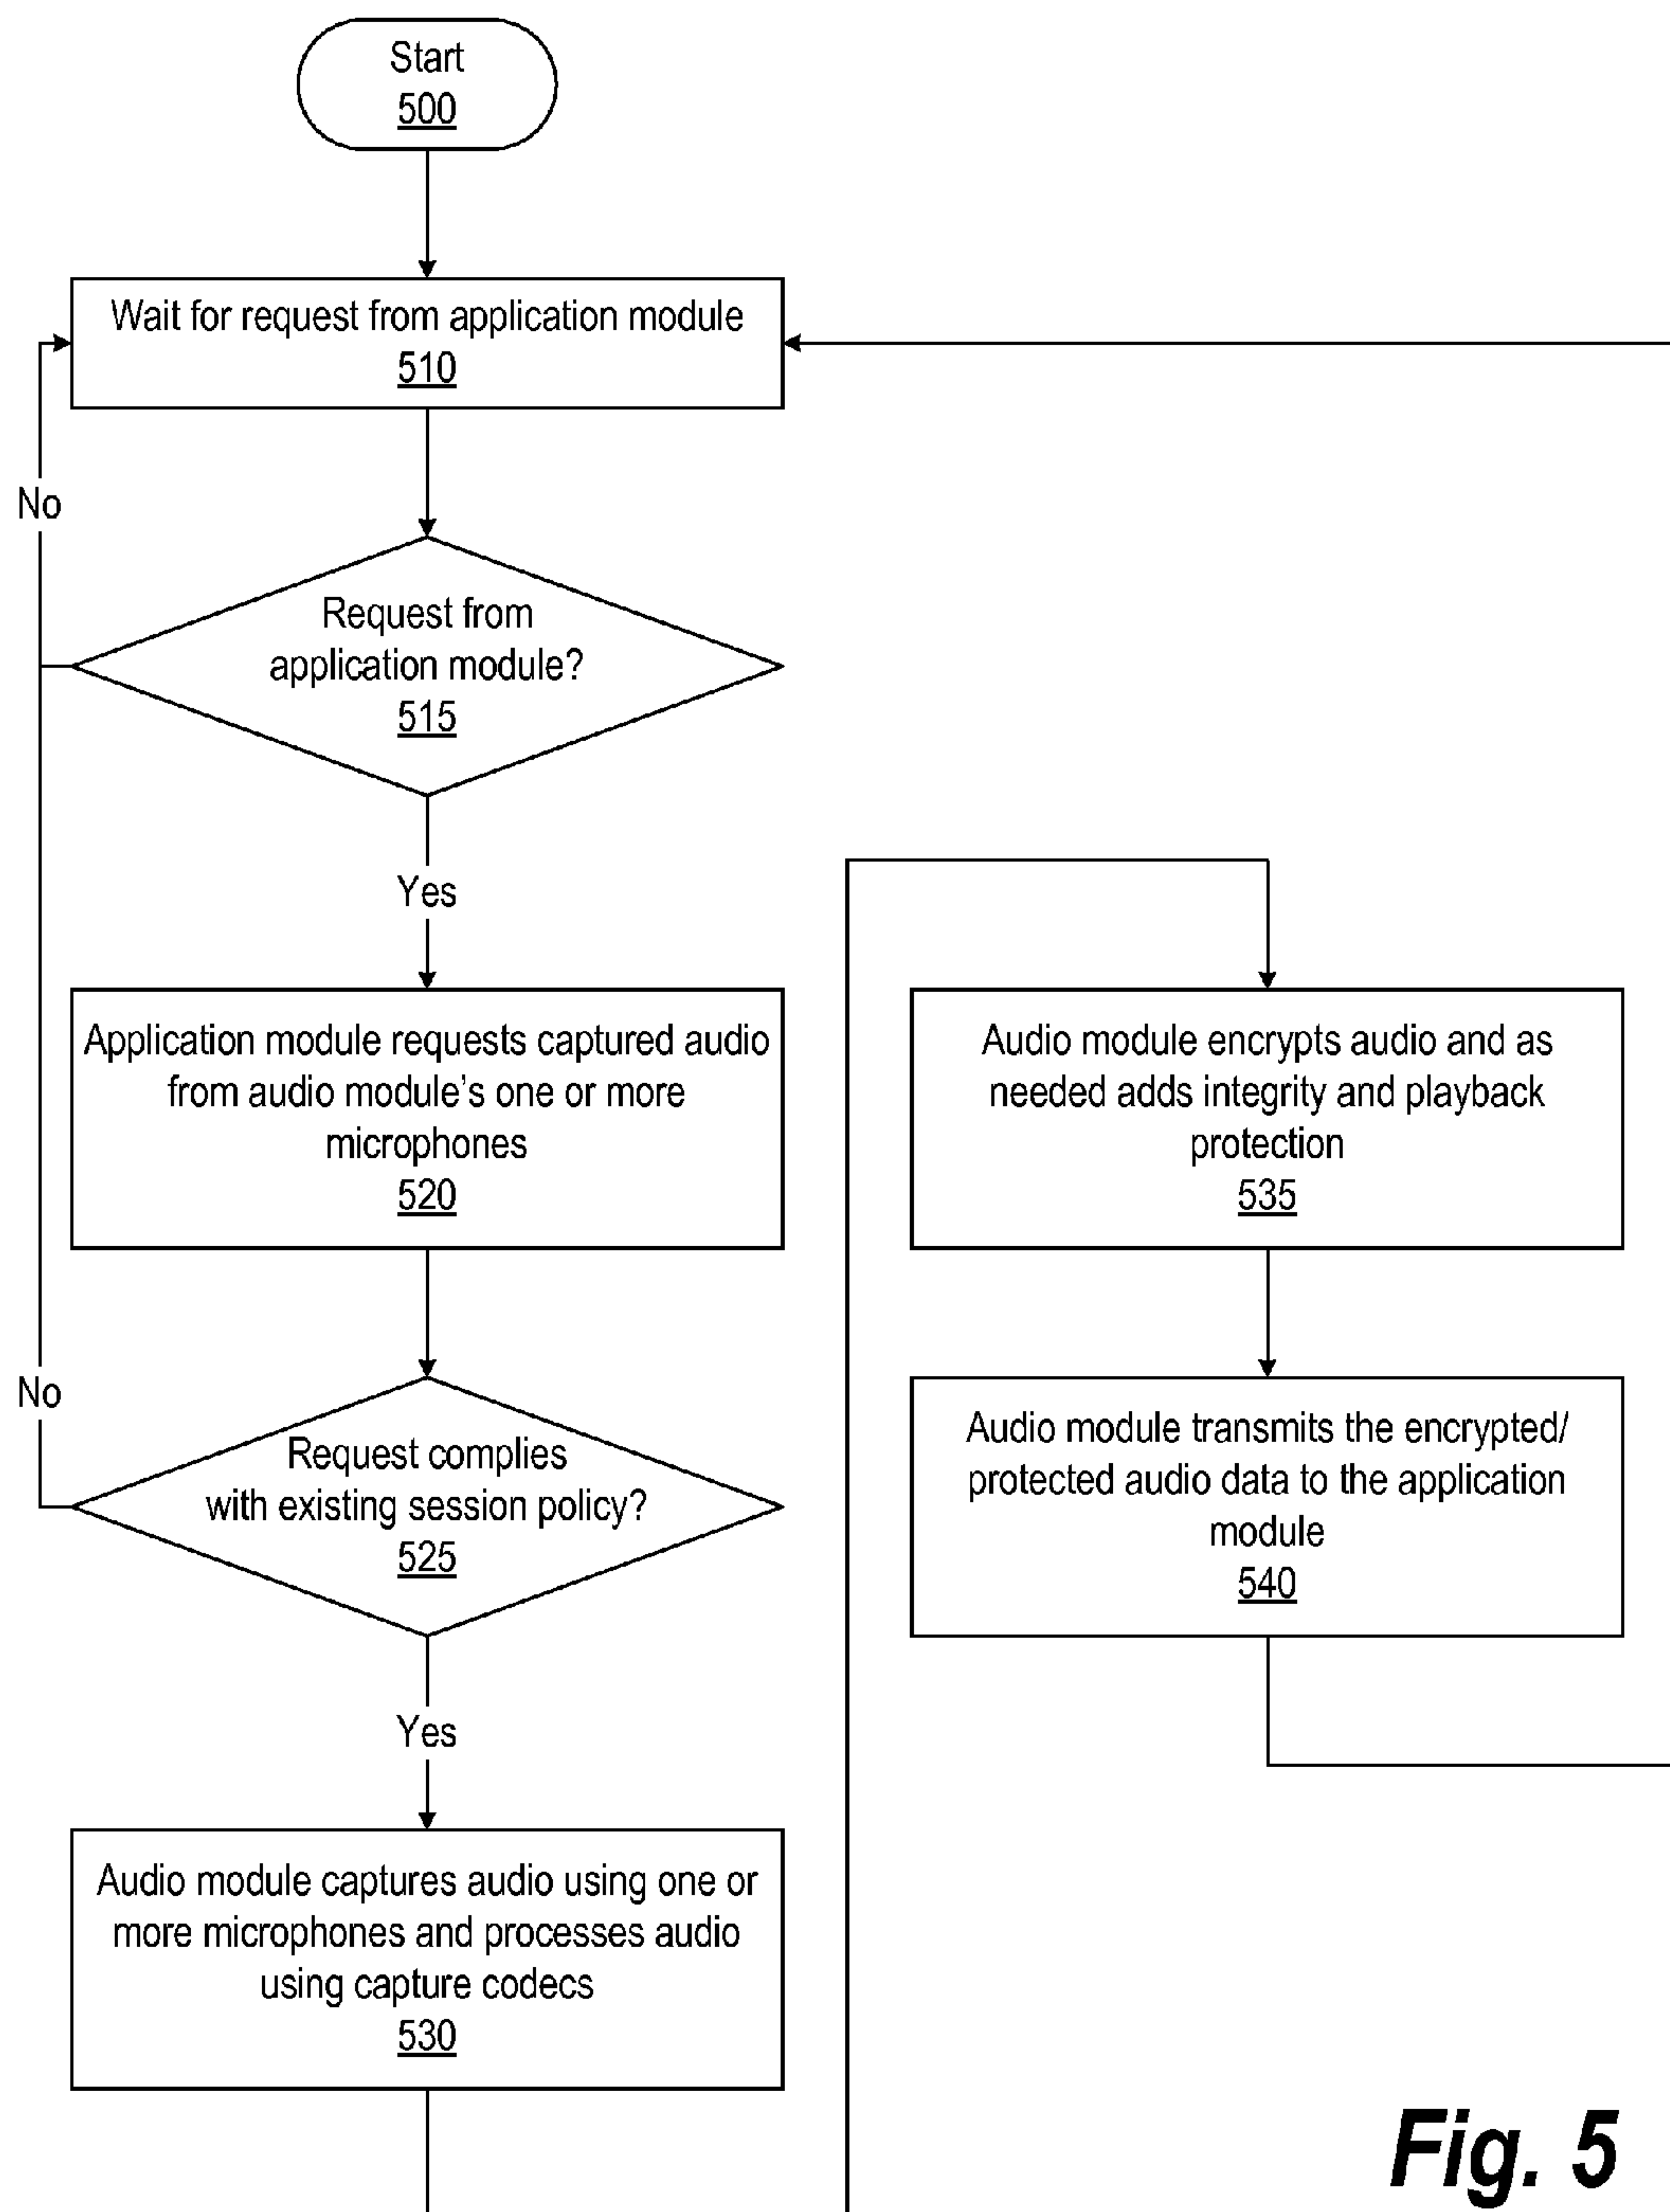 Start
500
Wait for request from application module
510
No
Request from
application module?
515
Yes
Application module requests captured audio
from audio module's one or more
microphones
520
No
Request complies
with existing session policy?
525
Yes
Audio module captures audio using one or
more microphones and processes audio
using capture codecs
530
Audio module encrypts audio and as
needed adds integrity and playback
protection
535
Audio module transmits the encrypted/
protected audio data to the application
module
540
Fig. 5